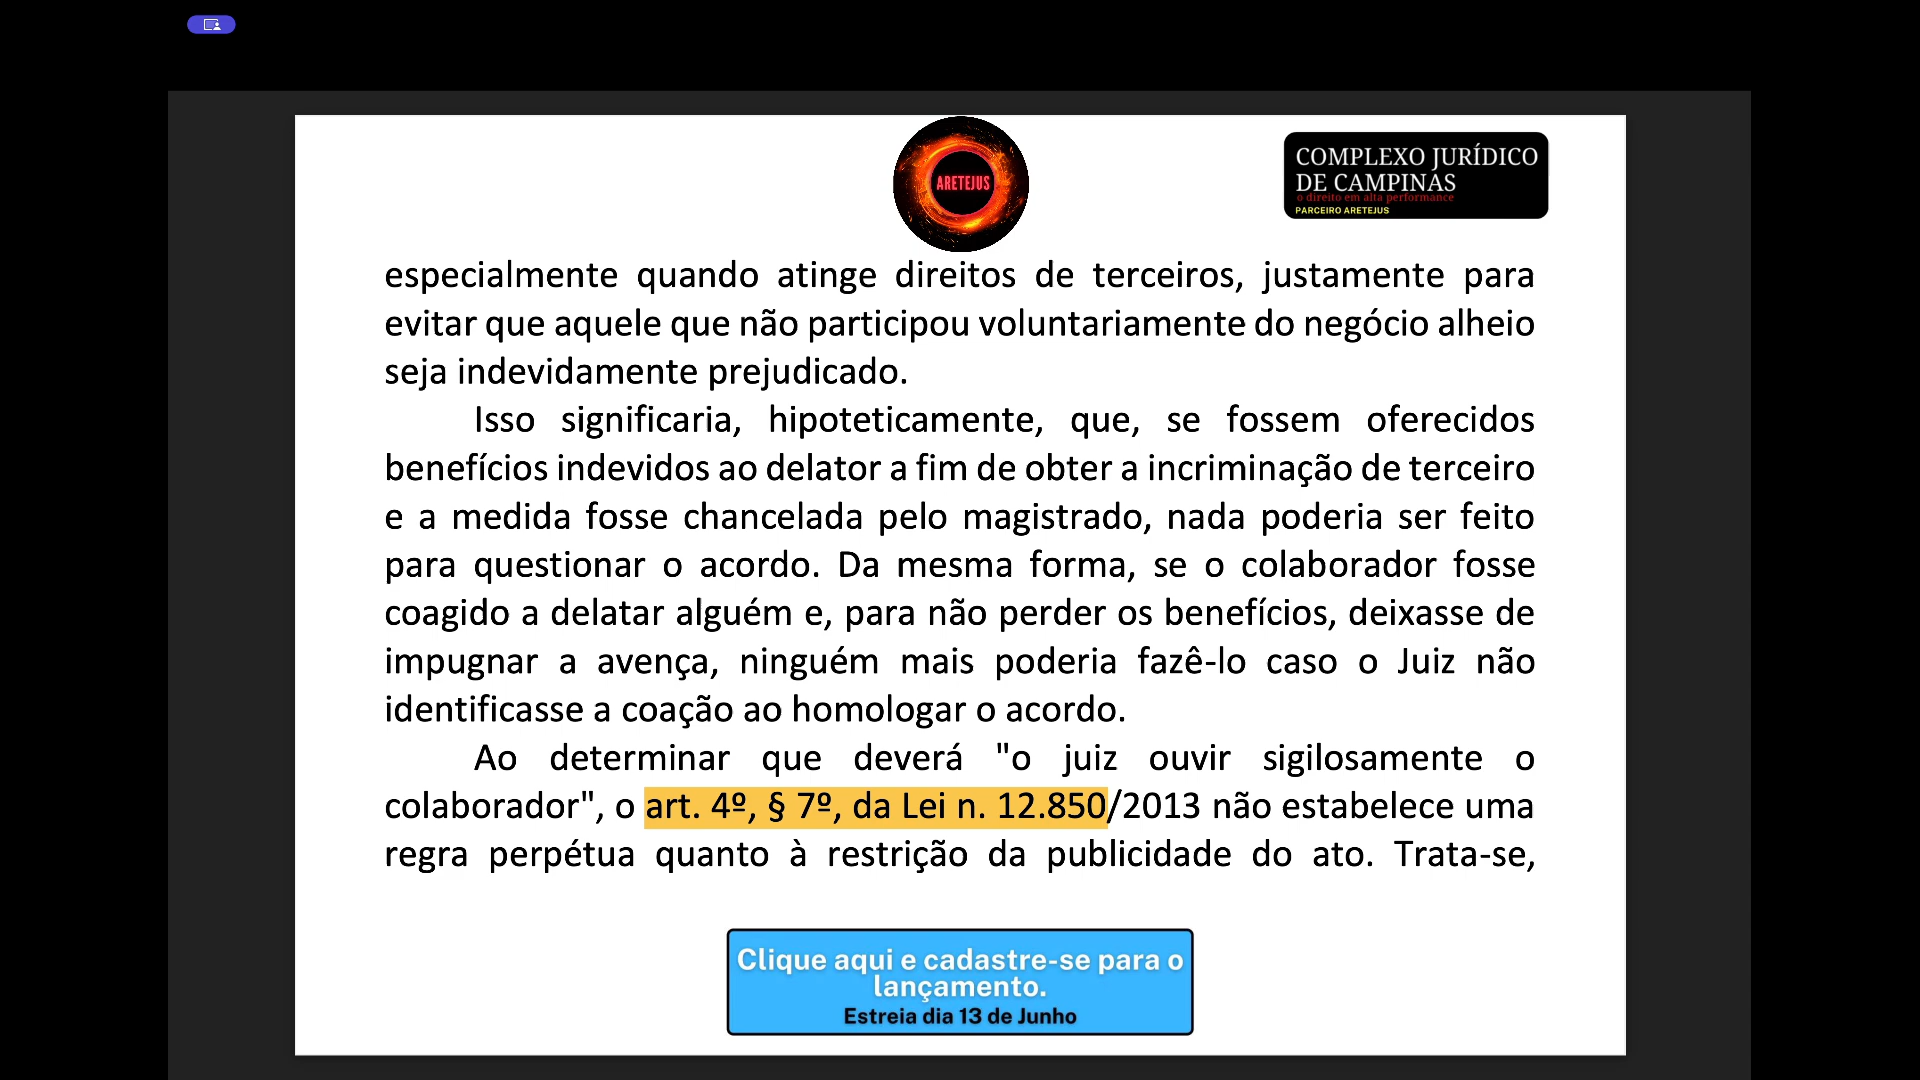 ARETEJUS
COMPLEXO JURÍDICO
DE CAMPINAS
o direito em alta performance
PARCEIRO ARETEJUS
especialmente quando atinge direitos de terceiros, justamente para
evitar que aquele que não participou voluntariamente do negócio alheio
seja indevidamente prejudicado.
Isso significaria, hipoteticamente, que, se fossem oferecidos
benefícios indevidos ao delator a fim de obter a incriminação de terceiro
e a medida fosse chancelada pelo magistrado, nada poderia ser feito
para questionar o acordo. Da mesma forma, se o colaborador fosse
coagido a delatar alguém e, para não perder os benefícios, deixasse de
impugnar a avença, ninguém mais poderia fazê-lo caso o Juiz não
identificasse a coação ao homologar o acordo.
Ao determinar que deverá "o juiz ouvir sigilosamente o
colaborador", o art. 4º, § 7º, da Lei n. 12.850/2013 não estabelece uma
regra perpétua quanto à restrição da publicidade do ato. Trata-se,
Clique aqui e cadastre-se para o
lançamento.
Estreia dia 13 de Junho